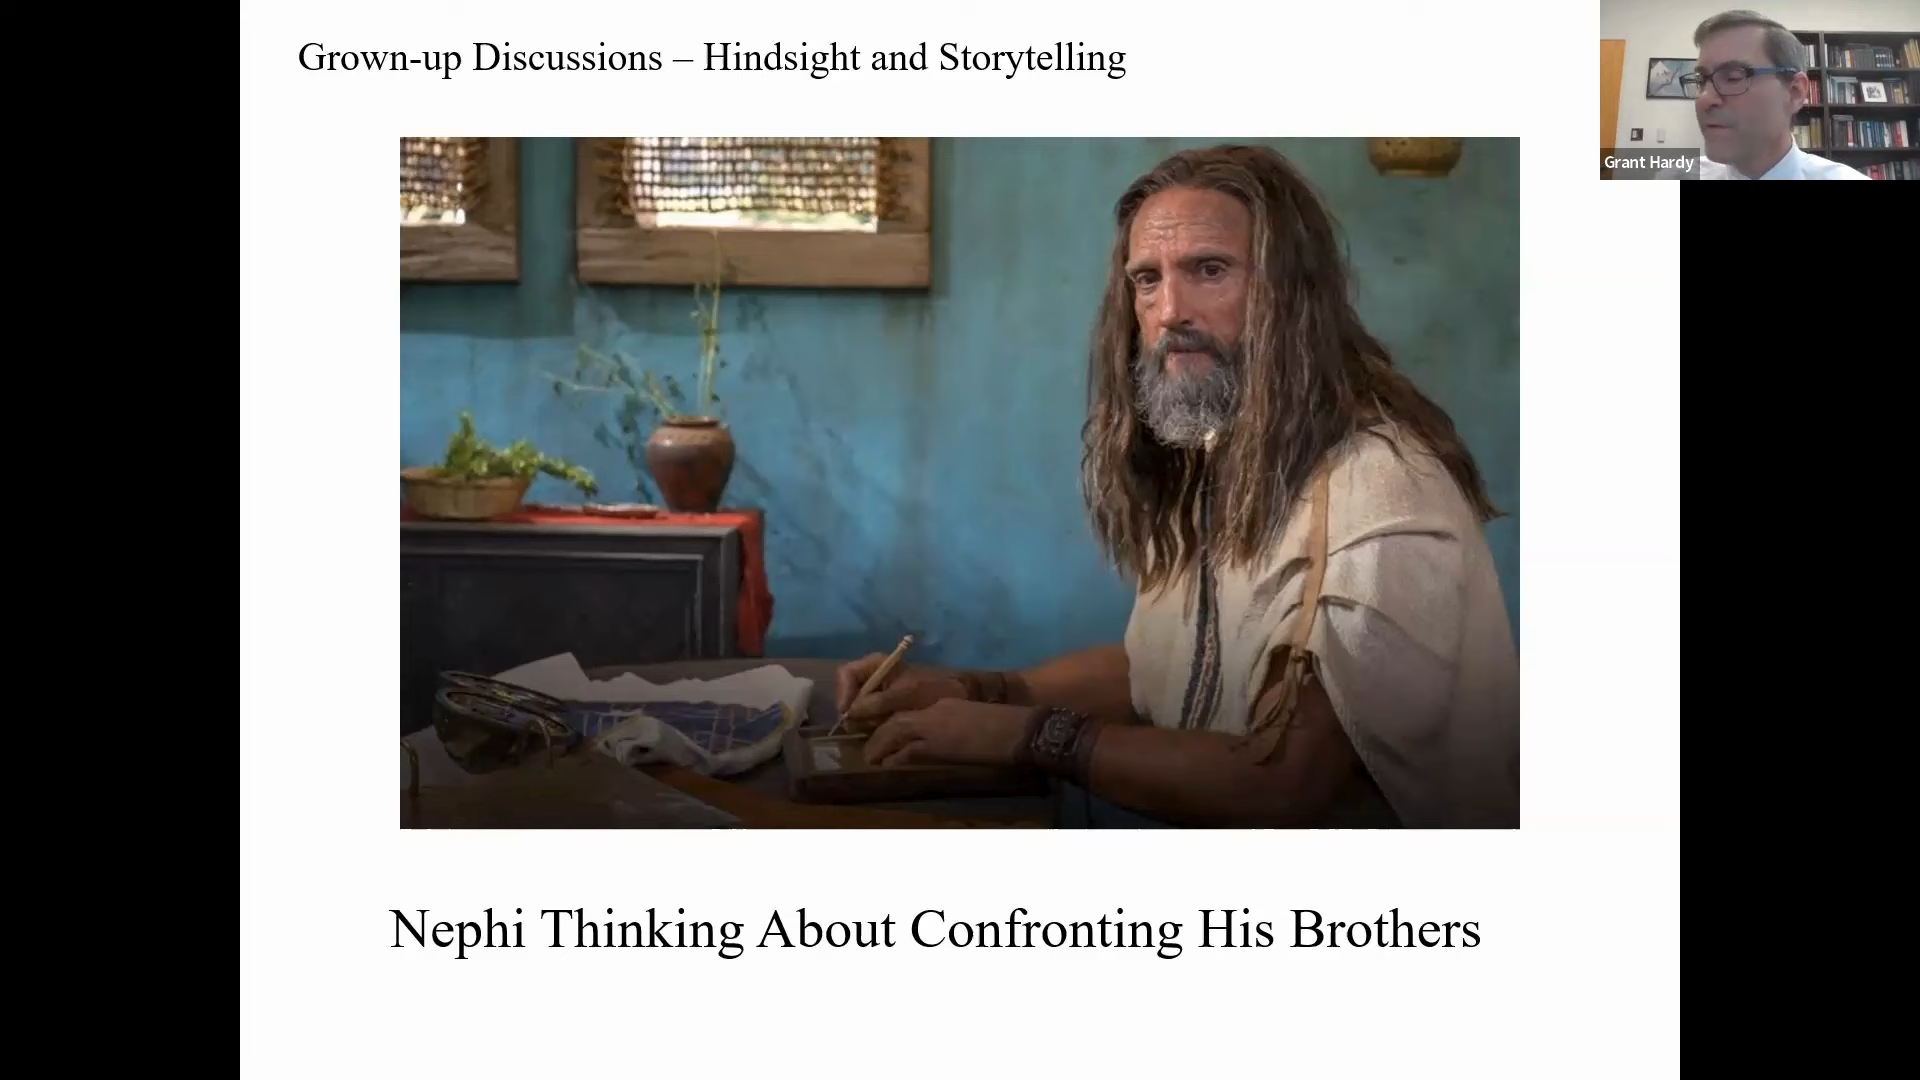 Grown-up Discussions – Hindsight and Storytelling
Grant Hardy
Nephi Thinking About Confronting His Brothers